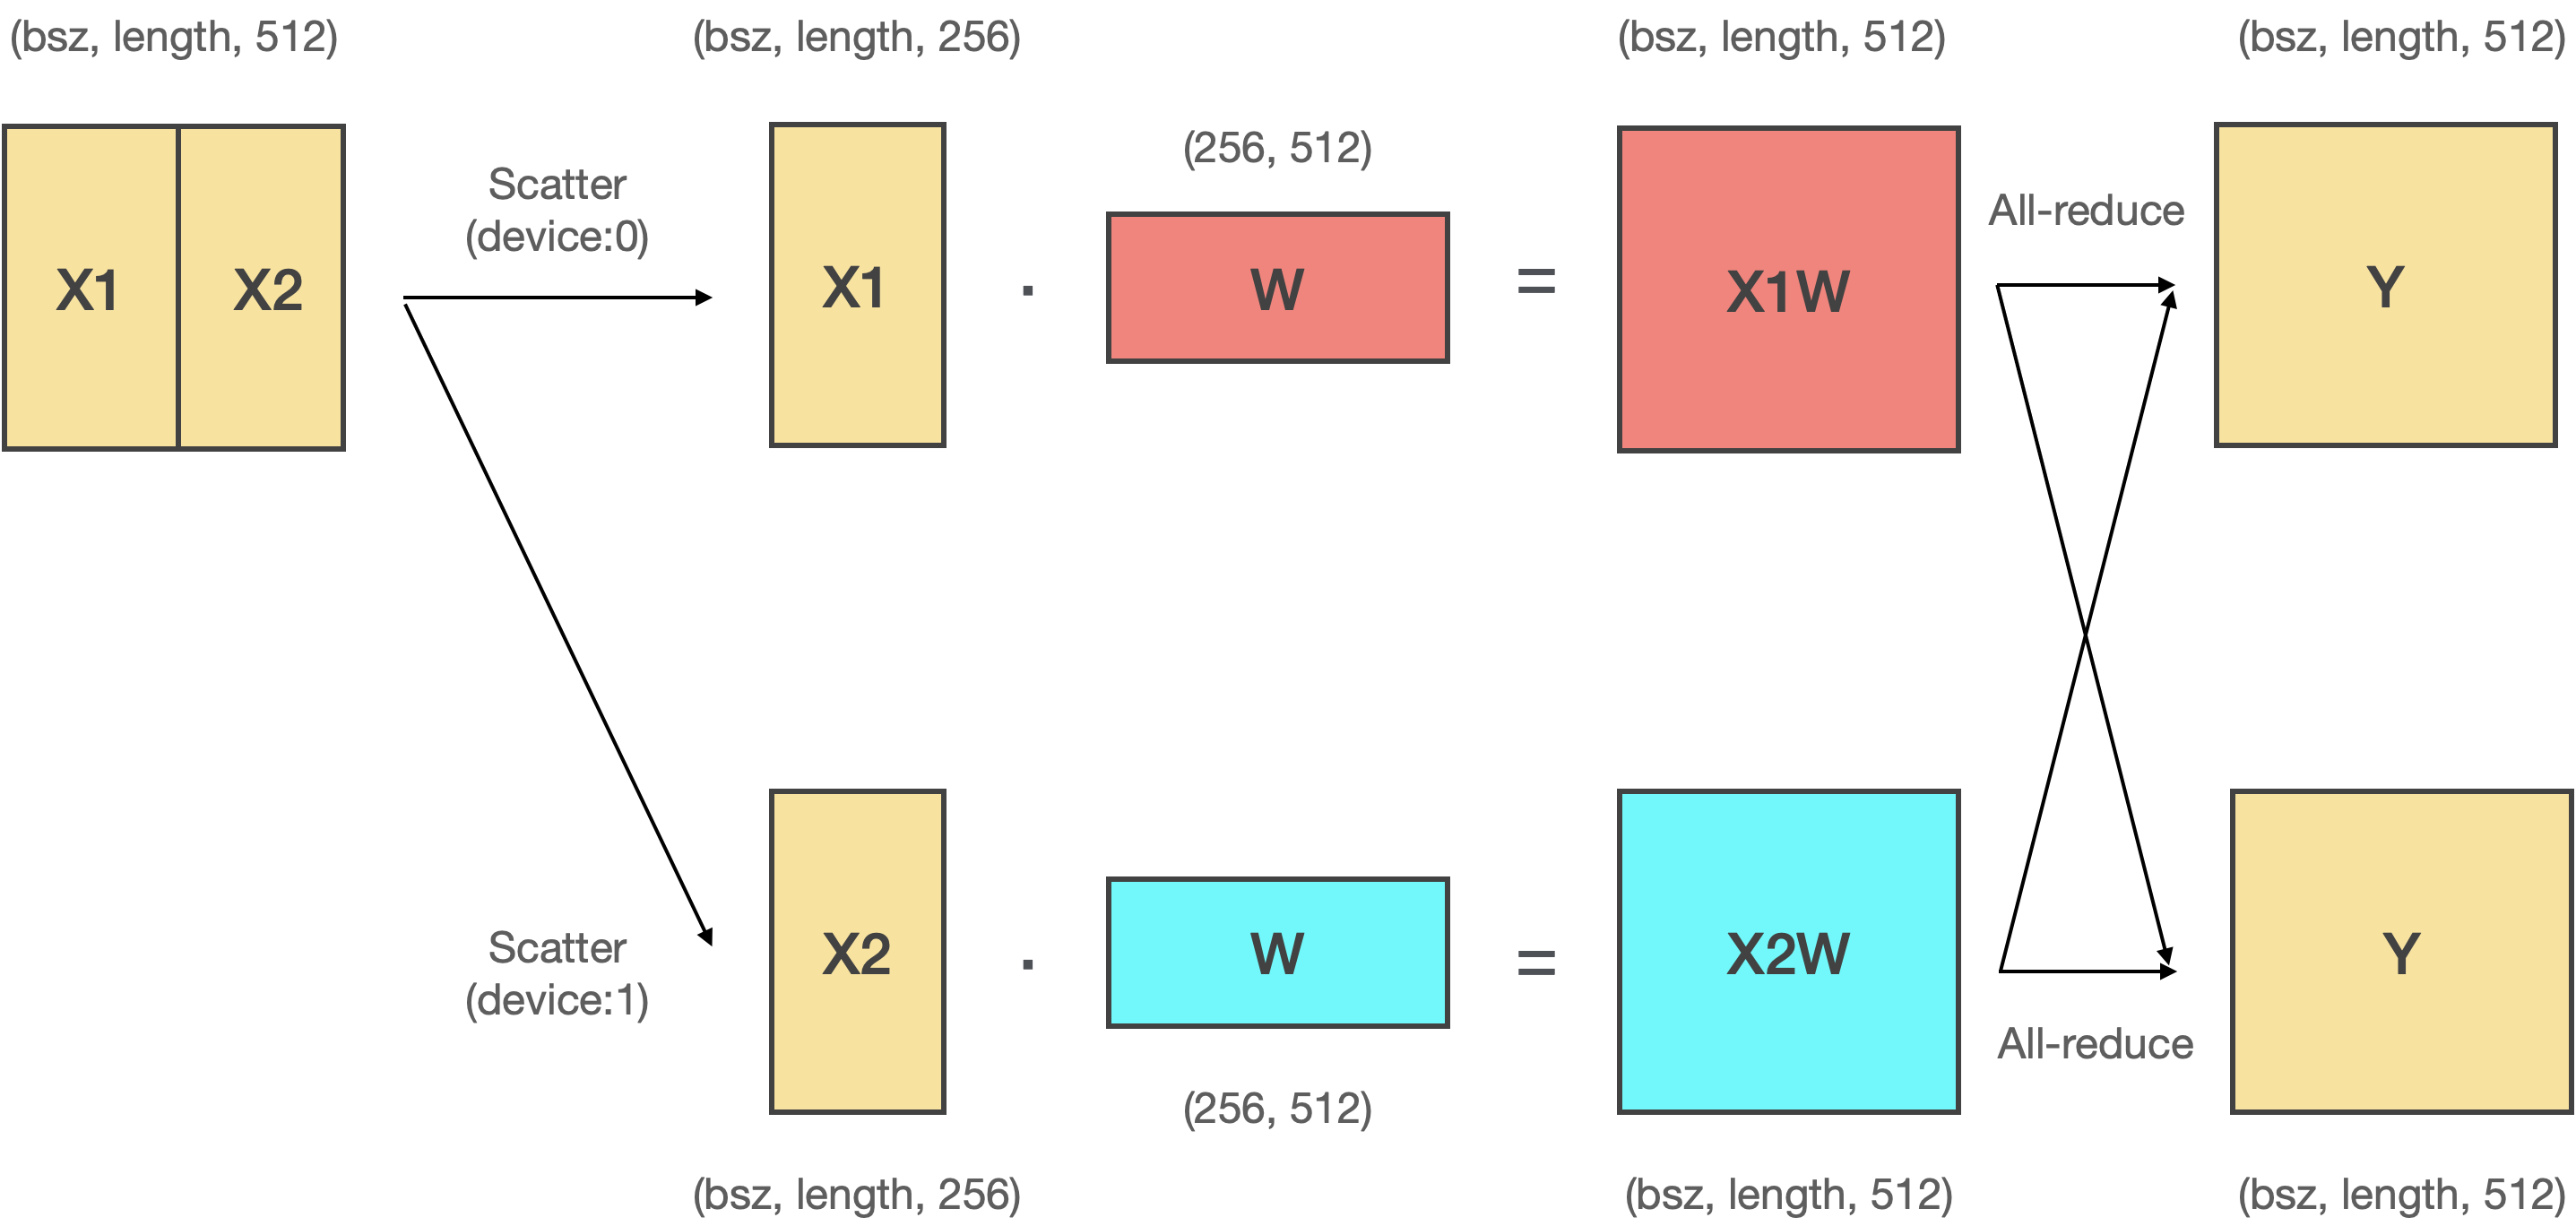 (bsz, length, 512)
(bsz, length, 256)
(bsz, length, 512)
(bsz, length, 512)
X1
X2
Scatter
(device:0)
X1
·
(256, 512)
W
=
X1W
All-reduce
Y
Scatter
(device:1)
X2
·
W
(256, 512)
=
X2W
All-reduce
Y
(bsz, length, 256)
(bsz, length, 512)
(bsz, length, 512)